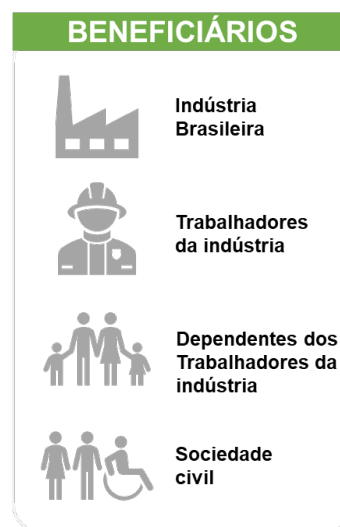 BENEFICIÁRIOS
Indústria
Brasileira
Trabalhadores
da indústria
Dependentes dos
Trabalhadores da
indústria
Sociedade
civil